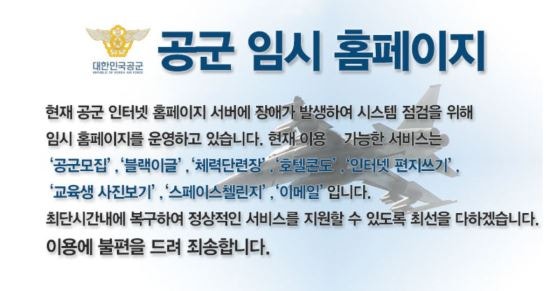 공군 임시 홈페이지
대한민국공군
REPUBLIC OF KOREA AIR FORCE
현재 공군 인터넷 홈페이지 서버에 장애가 발생하여 시스템 점검을 위해
임시 홈페이지를 운영하고 있습니다. 현재 이용 가능한 서비스는
‘공군모집’, ‘블랙이글’, ‘체력단련장’, ‘호텔콘도’, ‘인터넷 편지쓰기’,
‘교육생 사진보기’, ‘스페이스첼린지’, ‘이메일’ 입니다.
최단시간내에 복구하여 정상적인 서비스를 지원할 수 있도록 최선을 다하겠습니다.
이용에 불편을 드려 죄송합니다.